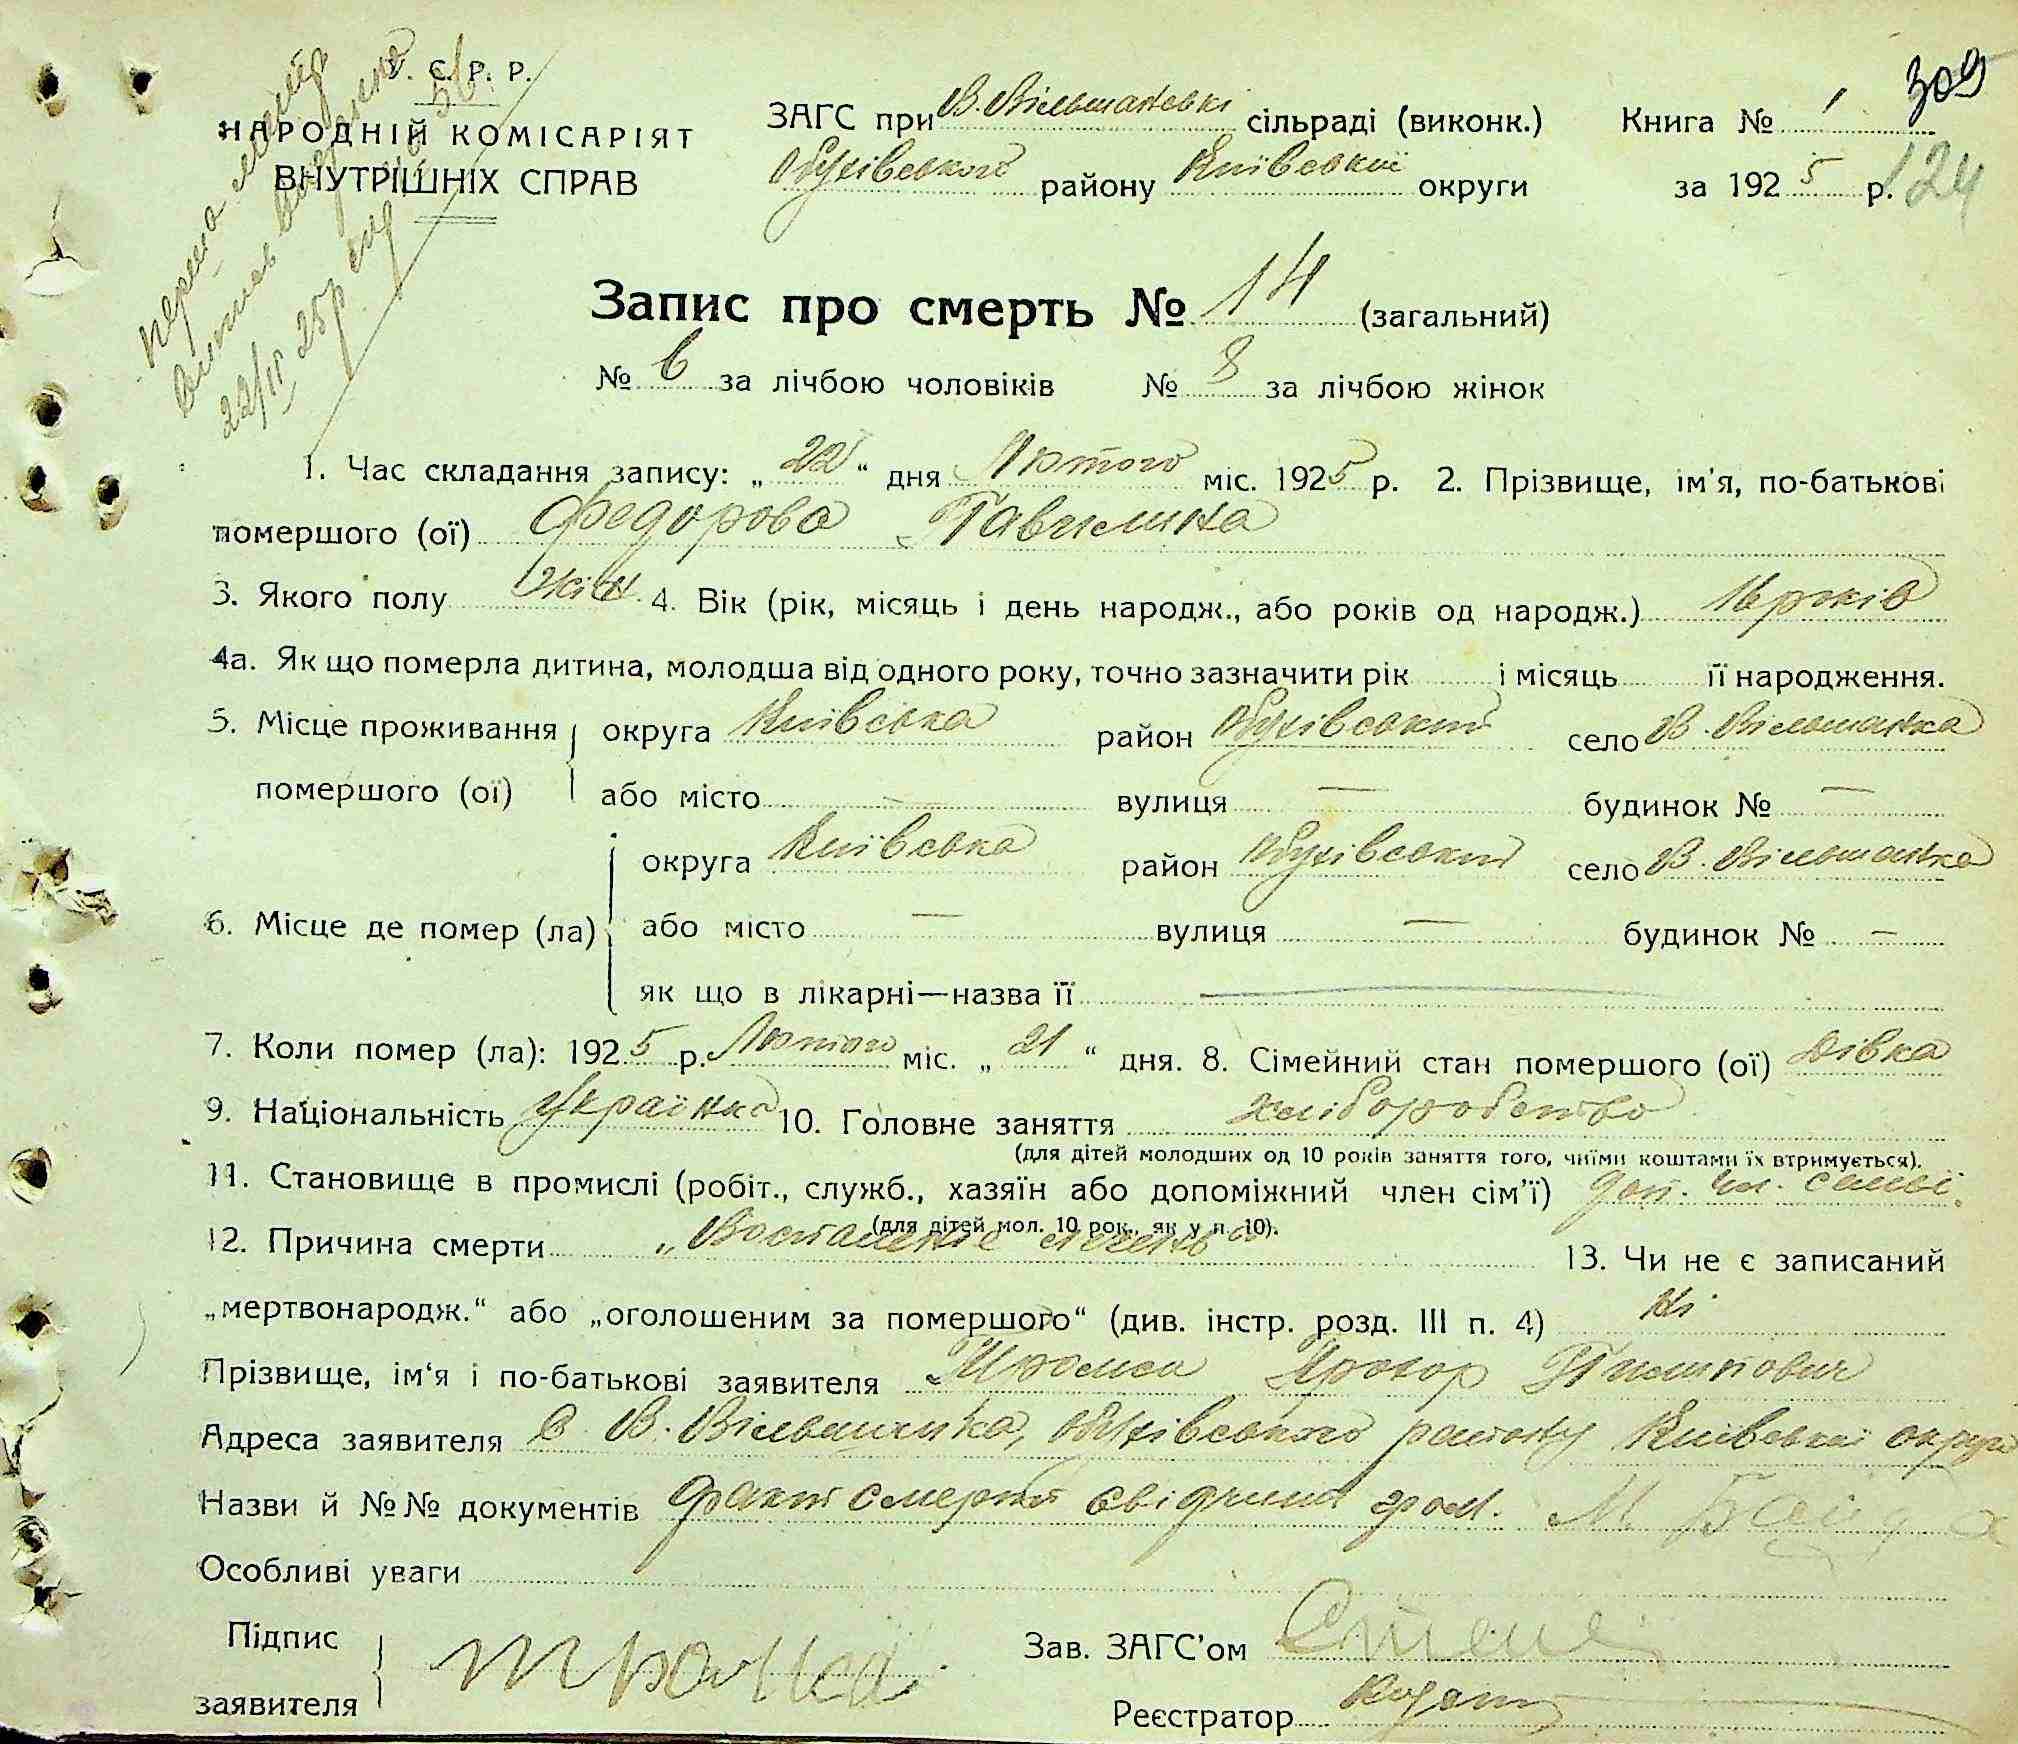 У. С. Р. Р.
НАРОДНІЙ КОМІСАРІЯТ
ВНУТРІШНІХ СПРАВ
ЗАГС при В. Вільшанські сільраді (виконк.)
Обухівського району Київської округи
Книга № 1
309
за 1925 р.
124
22/II 25р.
Запис про смерть № 14 (загальний)
№ 6 за лічбою чоловіків № 8 за лічбою жінок
1. Час складання запису: „22“ дня Лютого міс. 1925 р. 2. Прізвище, ім'я, по-батькові
помершого (ої) Федорова
3. Якого полу жін. 4. Вік (рік, місяць і день народж., або років од народж.) 16 років
4а. Як що померла дитина, молодша від одного року, точно зазначити рік і місяць її народження.
5. Місце проживання округа Київська район Обухівський село В. Вільшанка
помершого (ої) або місто — вулиця — будинок № —
округа Київська район Обухівський село В. Вільшанка
6. Місце де помер (ла) або місто — вулиця — будинок № —
як що в лікарні—назва її —
7. Коли помер (ла): 1925 р. Лютого міс. „21“ дня. 8. Сімейний стан помершого (ої) дівка
9. Національність Українка 10. Головне заняття хліборобство
(для дітей молодших од 10 років заняття того, чиїми коштами їх втримується).
11. Становище в промислі (робіт., служб., хазяїн або допоміжний член сім'ї) доп. чл. сімьї.
(для дітей мол. 10 рок., як у п. 10).
12. Причина смерти 13. Чи не є записаний
„мертвонародж.“ або „оголошеним за помершого“ (див. інстр. розд. III п. 4) Ні
Прізвище, ім'я і по-батькові заявителя Прохор Пилипович
Адреса заявителя С. В. Вільшанка, Обухівського району Київської округи
Назви й №№ документів Факт смерти свідчить гром. М.
Особливі уваги
Підпис
заявителя
Зав. ЗАГС'ом
Реєстратор